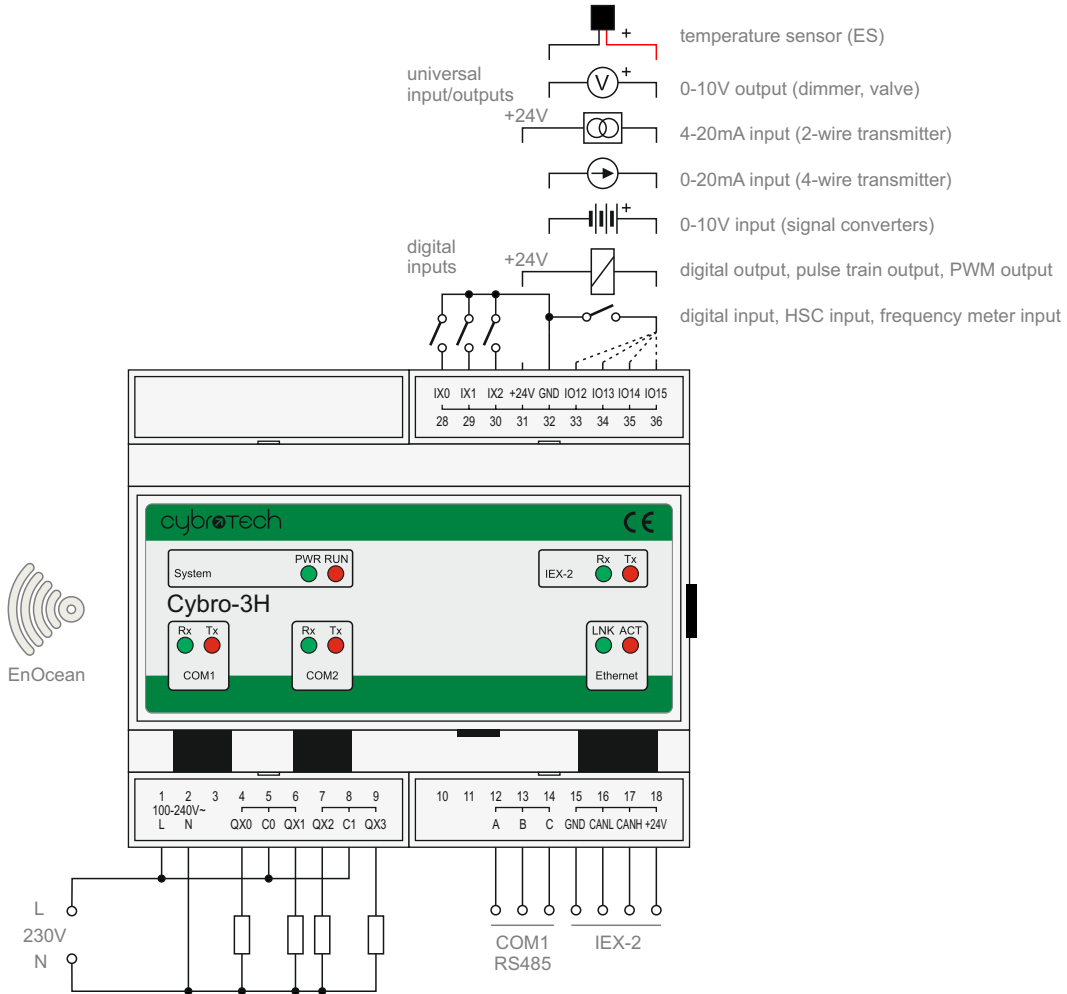 temperature sensor (ES)
+
universal
input/outputs
V
+
0-10V output (dimmer, valve)
+24V
4-20mA input (2-wire transmitter)
0-20mA input (4-wire transmitter)
+
0-10V input (signal converters)
digital
inputs
+24V
digital output, pulse train output, PWM output
digital input, HSC input, frequency meter input
IX0 IX1 IX2 +24V GND IO12 IO13 IO14 IO15
28 29 30 31 32 33 34 35 36
cybrotech
CE
System
PWR RUN
IEX-2
Rx Tx
Cybro-3H
Rx Tx
COM1
Rx Tx
COM2
LNK ACT
Ethernet
EnOcean
1 2 3 4 5 6 7 8 9
100-240V~
L N QX0 C0 QX1 QX2 C1 QX3
10 11 12 13 14 15 16 17 18
A B C GND CANL CANH +24V
L
230V
N
COM1
RS485
IEX-2